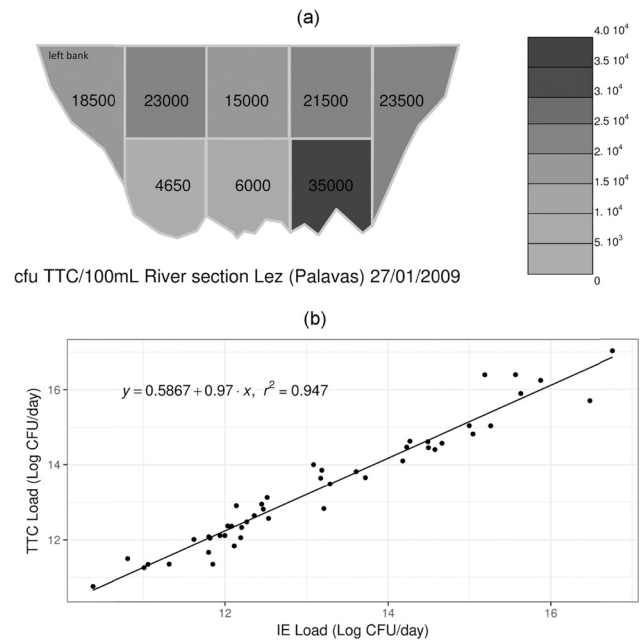 (a)
left bank
18500 23000 15000 21500 23500
4650 6000 35000
4.0 10⁴
3.5 10⁴
3. 10⁴
2.5 10⁴
2. 10⁴
1.5 10⁴
1. 10⁴
5. 10³
0
cfu TTC/100mL River section Lez (Palavas) 27/01/2009
(b)
y = 0.5867 + 0.97 · x, r² = 0.947
TTC Load (Log CFU/day)
16
14
12
12 14 16
IE Load (Log CFU/day)